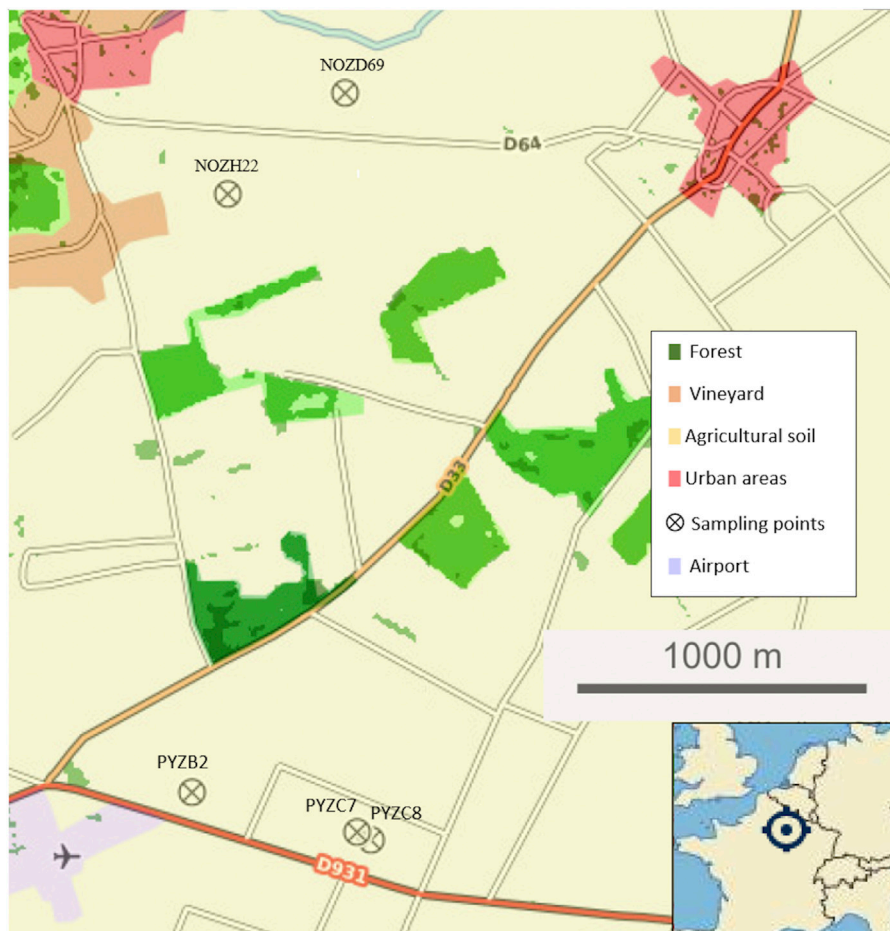 NOZD69
D64
NOZH22
Forest
Vineyard
Agricultural soil
Urban areas
Sampling points
Airport
D33
1000 m
PYZB2
PYZC7
PYZC8
D931